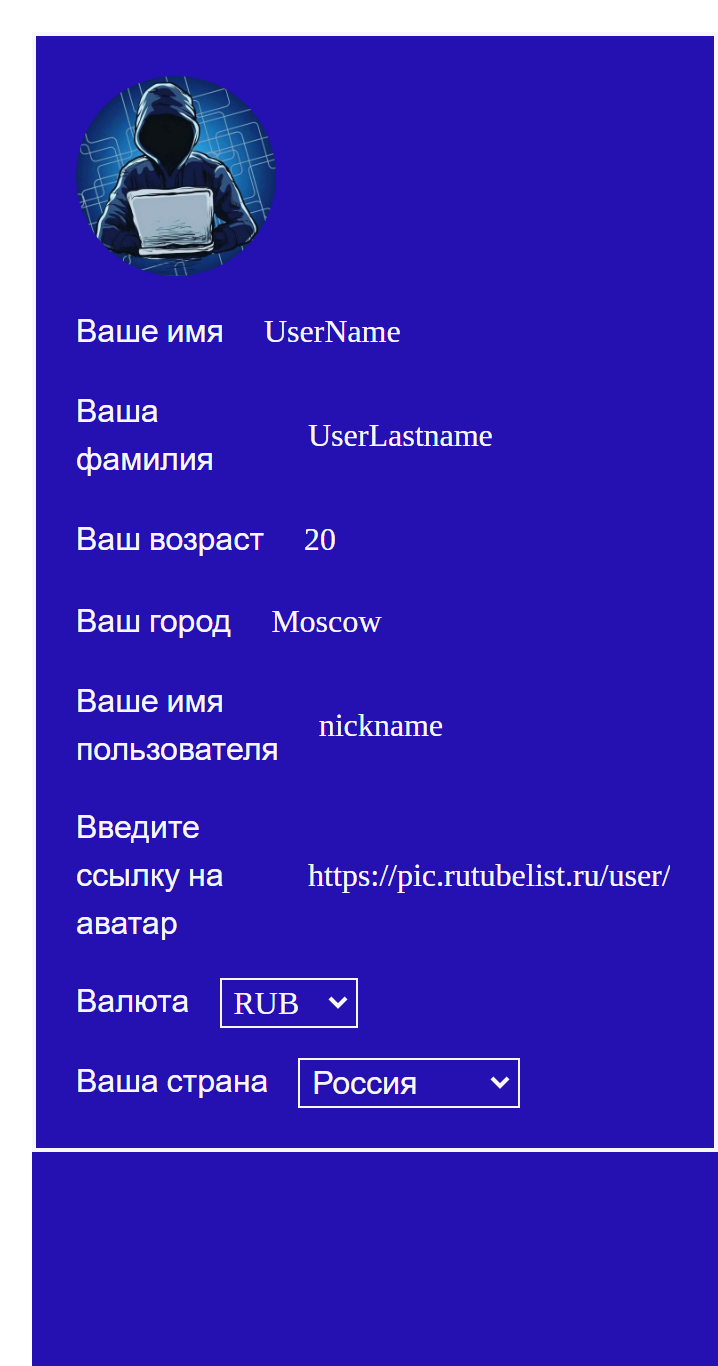 Ваше имя UserName
Ваша
фамилия UserLastname
Ваш возраст 20
Ваш город Moscow
Ваше имя
пользователя nickname
Введите
ссылку на https://pic.rutubelist.ru/user/
аватар
Валюта RUB
Ваша страна Россия